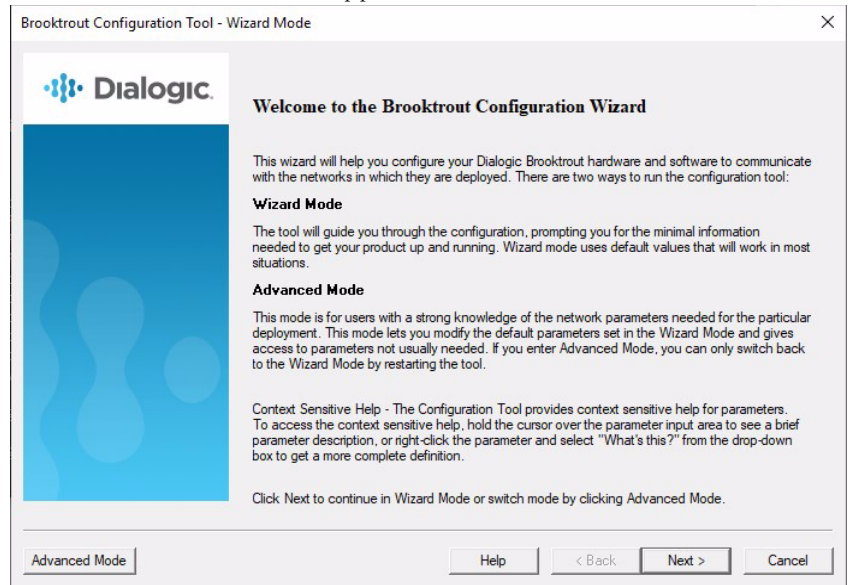 Brooktrout Configuration Tool - Wizard Mode
Dialogic.
Welcome to the Brooktrout Configuration Wizard
This wizard will help you configure your Dialogic Brooktrout hardware and software to communicate
with the networks in which they are deployed. There are two ways to run the configuration tool:
Wizard Mode
The tool will guide you through the configuration, prompting you for the minimal information
needed to get your product up and running. Wizard mode uses default values that will work in most
situations.
Advanced Mode
This mode is for users with a strong knowledge of the network parameters needed for the particular
deployment. This mode lets you modify the default parameters set in the Wizard Mode and gives
access to parameters not usually needed. If you enter Advanced Mode, you can only switch back
to the Wizard Mode by restarting the tool.
Context Sensitive Help - The Configuration Tool provides context sensitive help for parameters.
To access the context sensitive help, hold the cursor over the parameter input area to see a brief
parameter description, or right-click the parameter and select "What's this?" from the drop-down
box to get a more complete definition.
Click Next to continue in Wizard Mode or switch mode by clicking Advanced Mode.
Advanced Mode Help < Back Next > Cancel